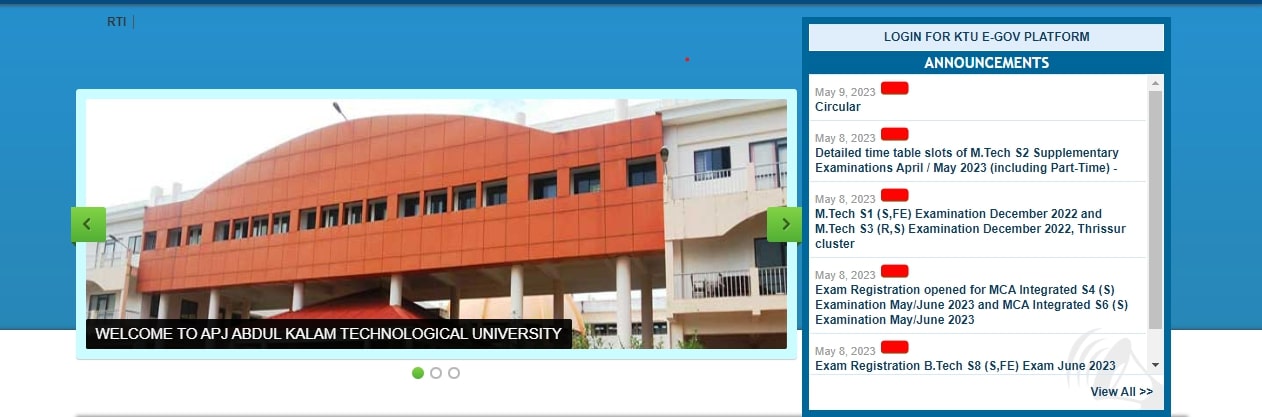 RTI
LOGIN FOR KTU E-GOV PLATFORM
ANNOUNCEMENTS
May 9, 2023
Circular
May 8, 2023
Detailed time table slots of M.Tech S2 Supplementary
Examinations April / May 2023 (including Part-Time) -
May 8, 2023
M.Tech S1 (S,FE) Examination December 2022 and
M.Tech S3 (R,S) Examination December 2022, Thrissur
cluster
May 8, 2023
Exam Registration opened for MCA Integrated S4 (S)
Examination May/June 2023 and MCA Integrated S6 (S)
Examination May/June 2023
May 8, 2023
Exam Registration B.Tech S8 (S,FE) Exam June 2023
View All >>
WELCOME TO APJ ABDUL KALAM TECHNOLOGICAL UNIVERSITY